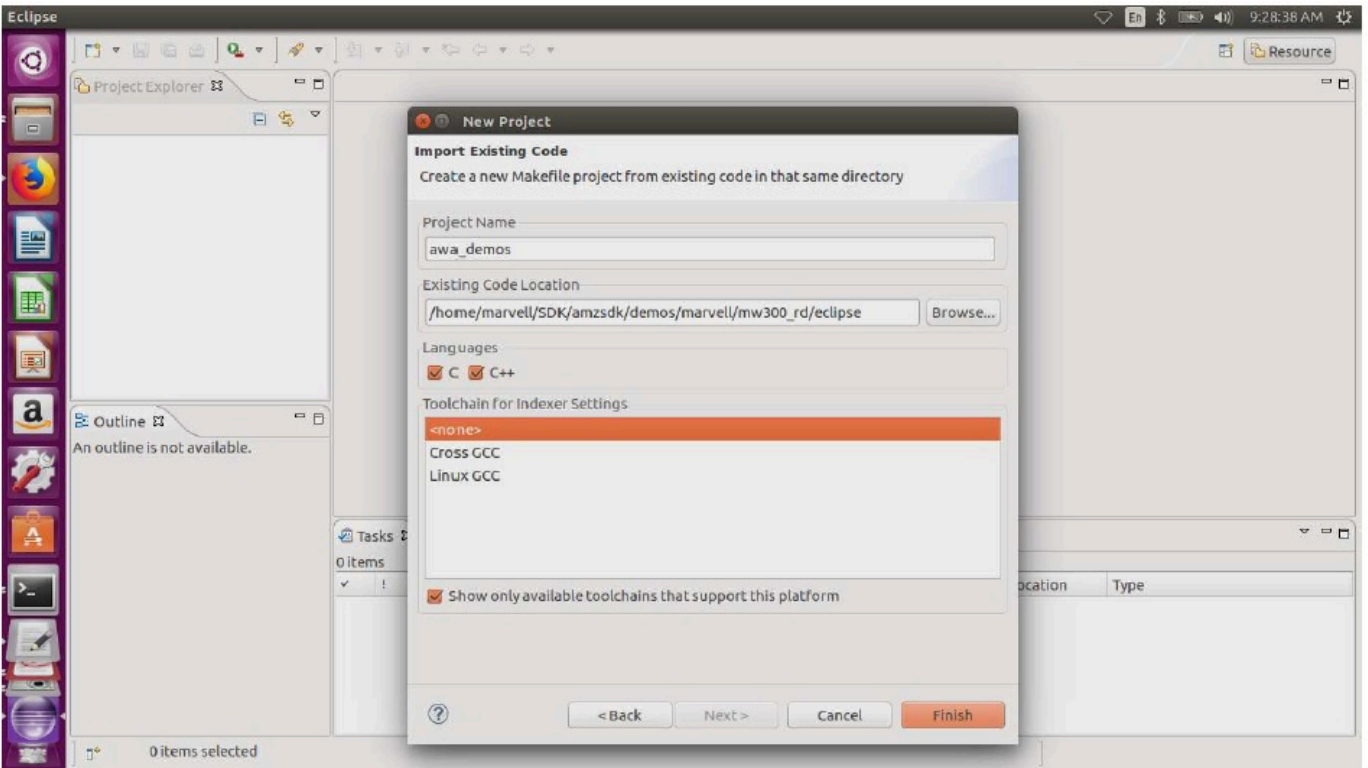 Eclipse
En
9:28:38 AM
Resource
Project Explorer
New Project
Import Existing Code
Create a new Makefile project from existing code in that same directory
Project Name
awa_demos
Existing Code Location
/home/marvell/SDK/amzsdk/demos/marvell/mw300_rd/eclipse
Browse...
Languages
C
C++
Toolchain for Indexer Settings
<none>
Cross GCC
Linux GCC
Show only available toolchains that support this platform
?
<Back
Next>
Cancel
Finish
a
Outline
An outline is not available.
Tasks
0 items
!
ocation
Type
0 items selected